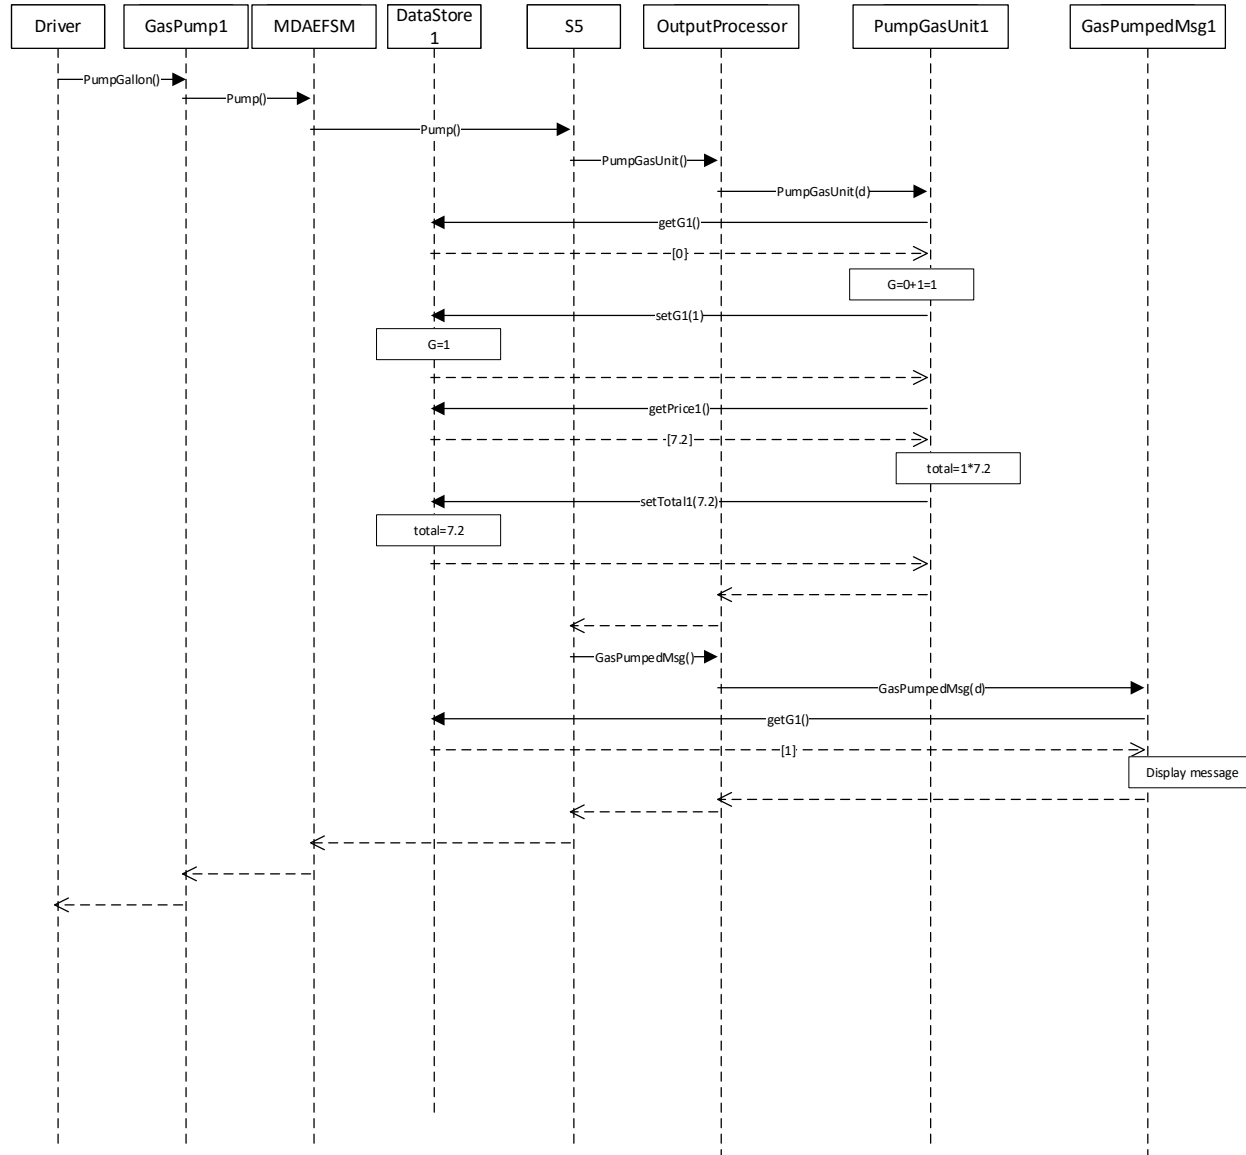 Driver
GasPump1
MDAEFSM
DataStore
1
S5
OutputProcessor
PumpGasUnit1
GasPumpedMsg1
PumpGallon()
Pump()
Pump()
PumpGasUnit()
PumpGasUnit(d)
getG1()
[0]
G=0+1=1
setG1(1)
G=1
getPrice1()
[7.2]
total=1*7.2
setTotal1(7.2)
total=7.2
GasPumpedMsg()
GasPumpedMsg(d)
getG1()
[1]
Display message